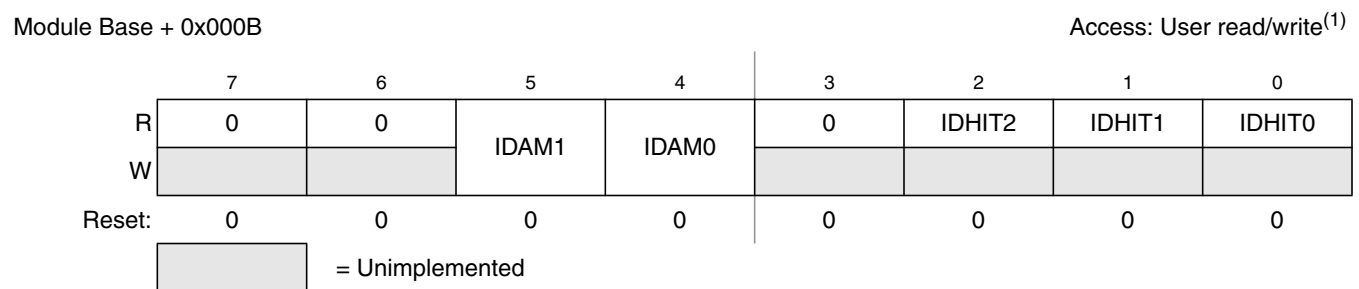 Module Base + 0x000B Access: User read/write(1)
7 6 5 4 3 2 1 0
R 0 0 IDAM1 IDAM0 0 IDHIT2 IDHIT1 IDHIT0
W
Reset: 0 0 0 0 0 0 0 0
= Unimplemented